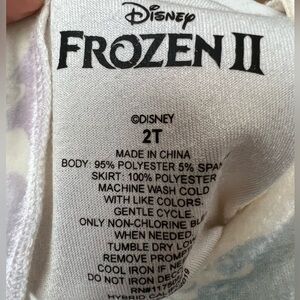 Disney
FROZEN II
©DISNEY
2T
MADE IN CHINA
BODY: 95% POLYESTER 5% SPAN
SKIRT: 100% POLYESTER
MACHINE WASH COLD
WITH LIKE COLORS.
GENTLE CYCLE.
ONLY NON-CHLORINE BL
WHEN NEEDED
TUMBLE DRY LOW
REMOVE PROMP
COOL IRON IF NE
DO NOT IRON DEC
HYBRID